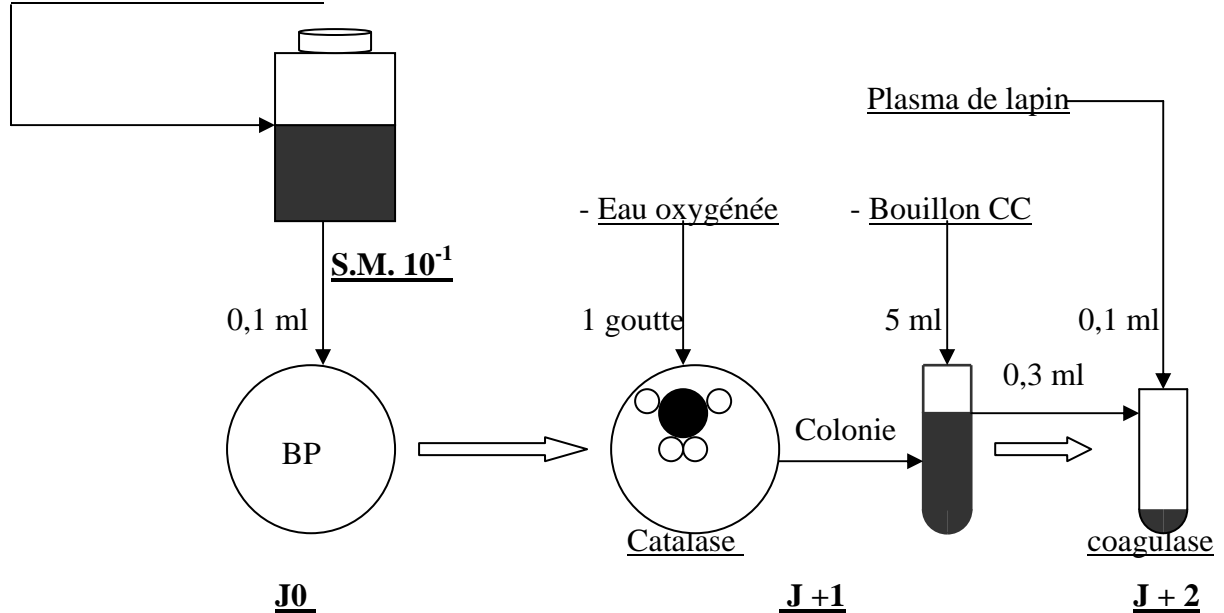 Plasma de lapin
- Eau oxygénée
- Bouillon CC
S.M. 10⁻¹
0,1 ml
1 goutte
5 ml
0,1 ml
0,3 ml
Colonie
BP
Catalase
coagulase
J0
J +1
J + 2